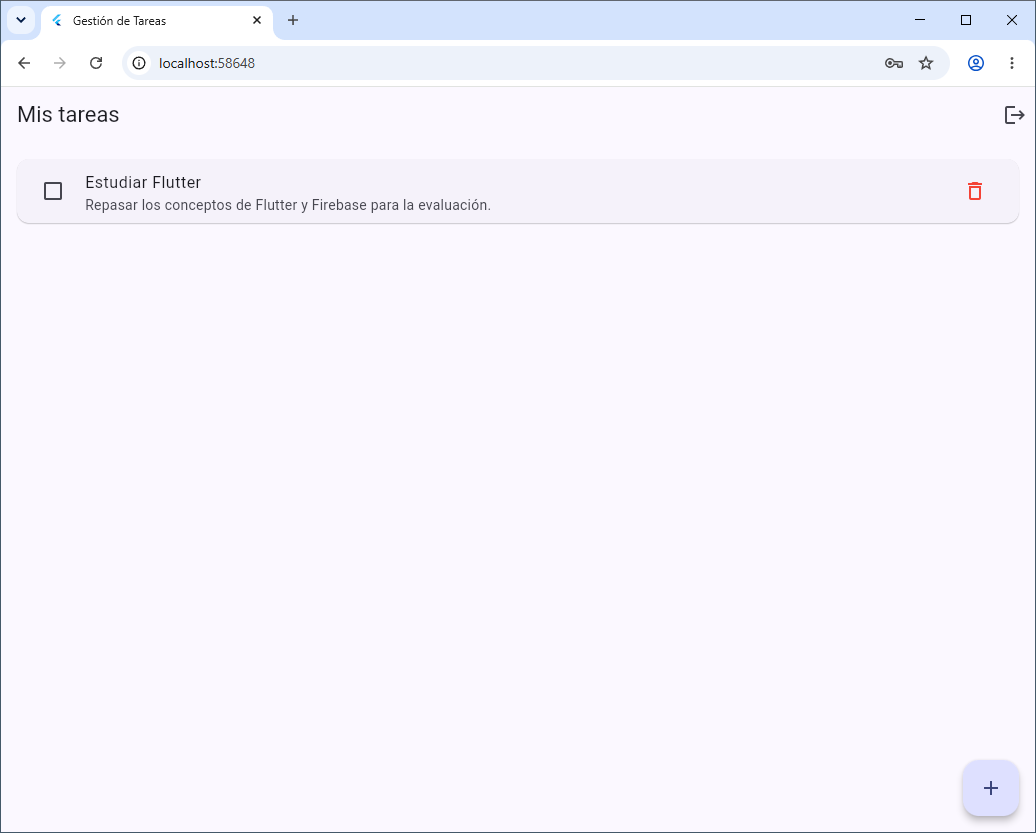 Gestión de Tareas
localhost:58648
Mis tareas
Estudiar Flutter
Repasar los conceptos de Flutter y Firebase para la evaluación.